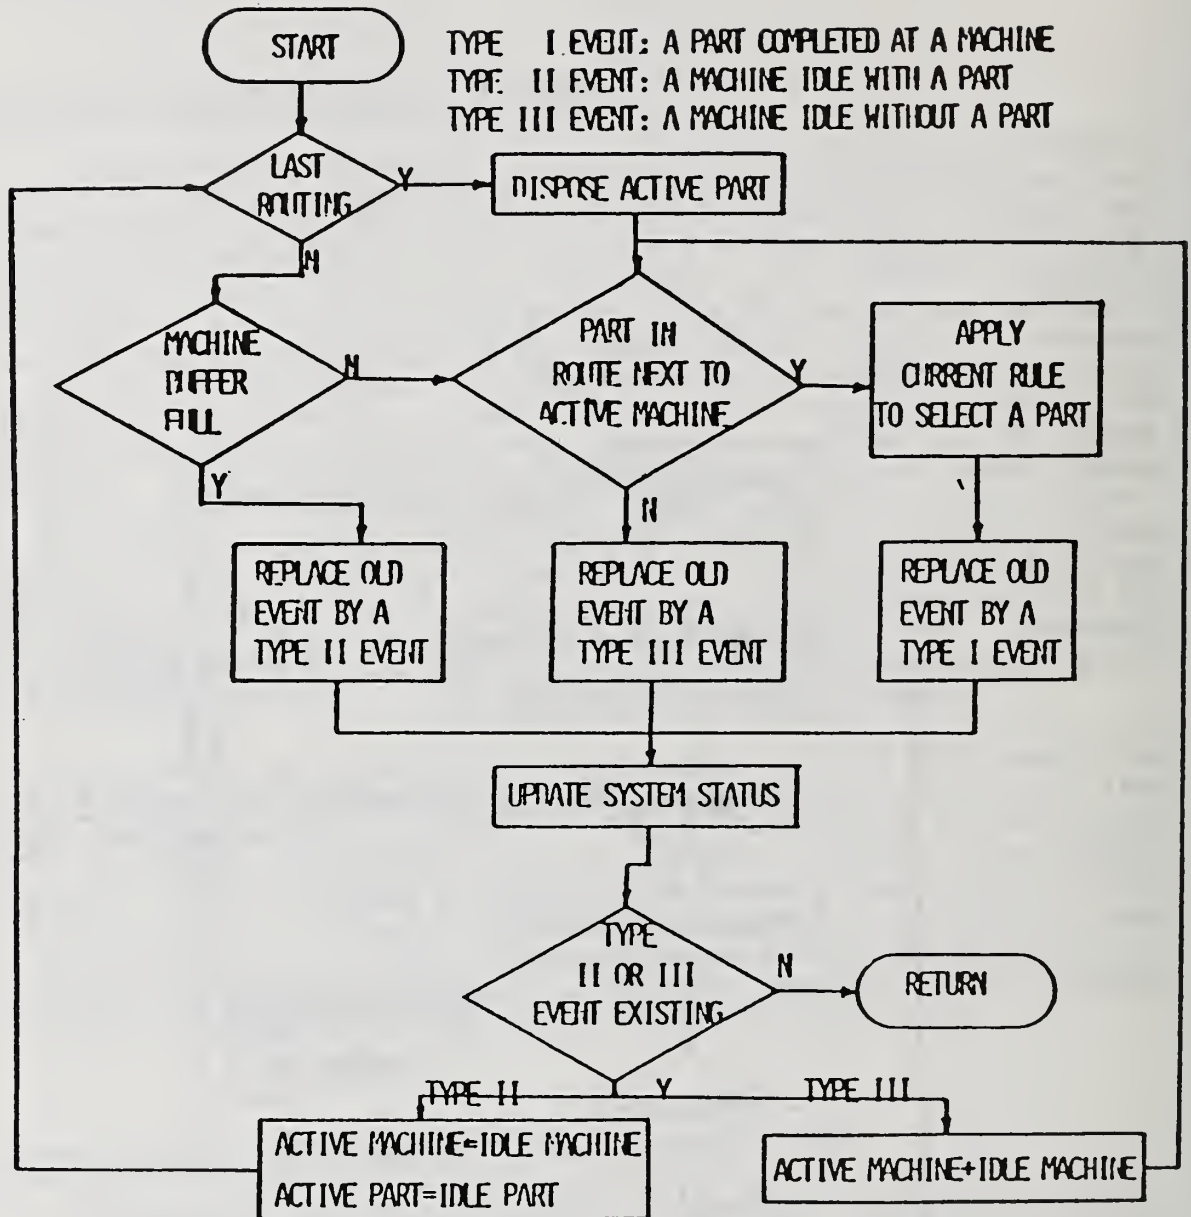 START
TYPE I EVENT: A PART COMPLETED AT A MACHINE
TYPE II EVENT: A MACHINE IDLE WITH A PART
TYPE III EVENT: A MACHINE IDLE WITHOUT A PART
LAST
ROUTING
Y
DISPOSE ACTIVE PART
N
MACHINE
BUFFER
FULL
N
PART IN
ROUTE NEXT TO
ACTIVE MACHINE
Y
APPLY
CURRENT RULE
TO SELECT A PART
Y
N
REPLACE OLD
EVENT BY A
TYPE II EVENT
REPLACE OLD
EVENT BY A
TYPE III EVENT
REPLACE OLD
EVENT BY A
TYPE I EVENT
UPDATE SYSTEM STATUS
TYPE
II OR III
EVENT EXISTING
N
RETURN
TYPE II
Y
TYPE III
ACTIVE MACHINE=IDLE MACHINE
ACTIVE PART=IDLE PART
ACTIVE MACHINE+IDLE MACHINE